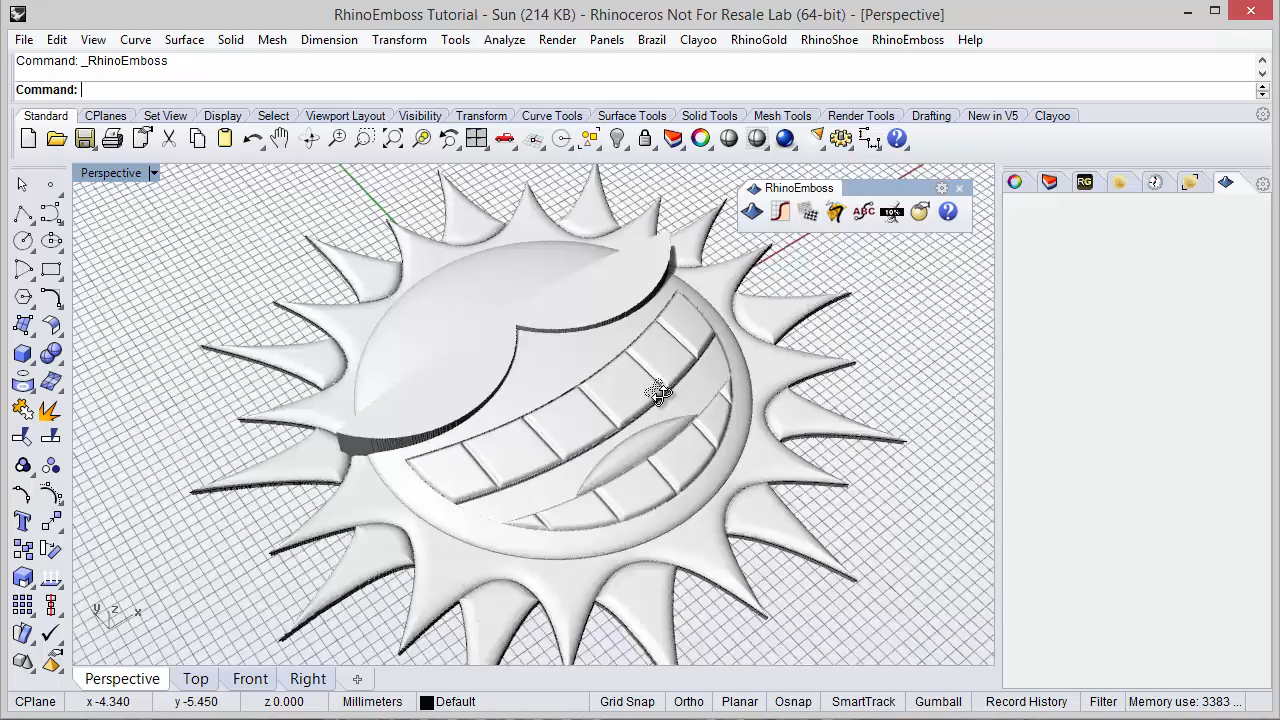 RhinoEmboss Tutorial - Sun (214 KB) - Rhinoceros Not For Resale Lab (64-bit) - [Perspective]
File Edit View Curve Surface Solid Mesh Dimension Transform Tools Analyze Render Panels Brazil Clayoo RhinoGold RhinoShoe RhinoEmboss Help
Command: _RhinoEmboss
Command:
Standard CPlanes Set View Display Select Viewport Layout Visibility Transform Curve Tools Surface Tools Solid Tools Mesh Tools Render Tools Drafting New in V5 Clayoo
Perspective
RG
RhinoEmboss
ABC
10%
y z x
Perspective Top Front Right
CPlane x -4.340 y -5.450 z 0.000 Millimeters Default Grid Snap Ortho Planar Osnap SmartTrack Gumball Record History Filter Memory use: 3383 ...